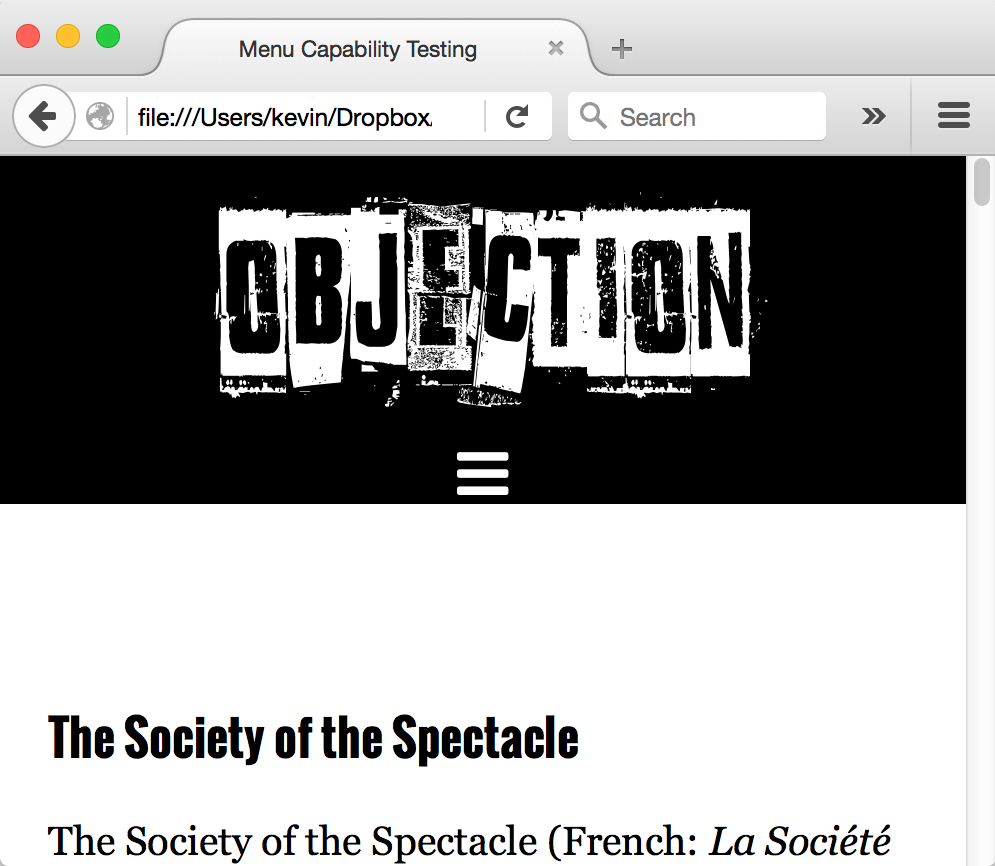 Menu Capability Testing
file:///Users/kevin/Dropbox/
Search
OBJECTION
The Society of the Spectacle
The Society of the Spectacle (French: La Société